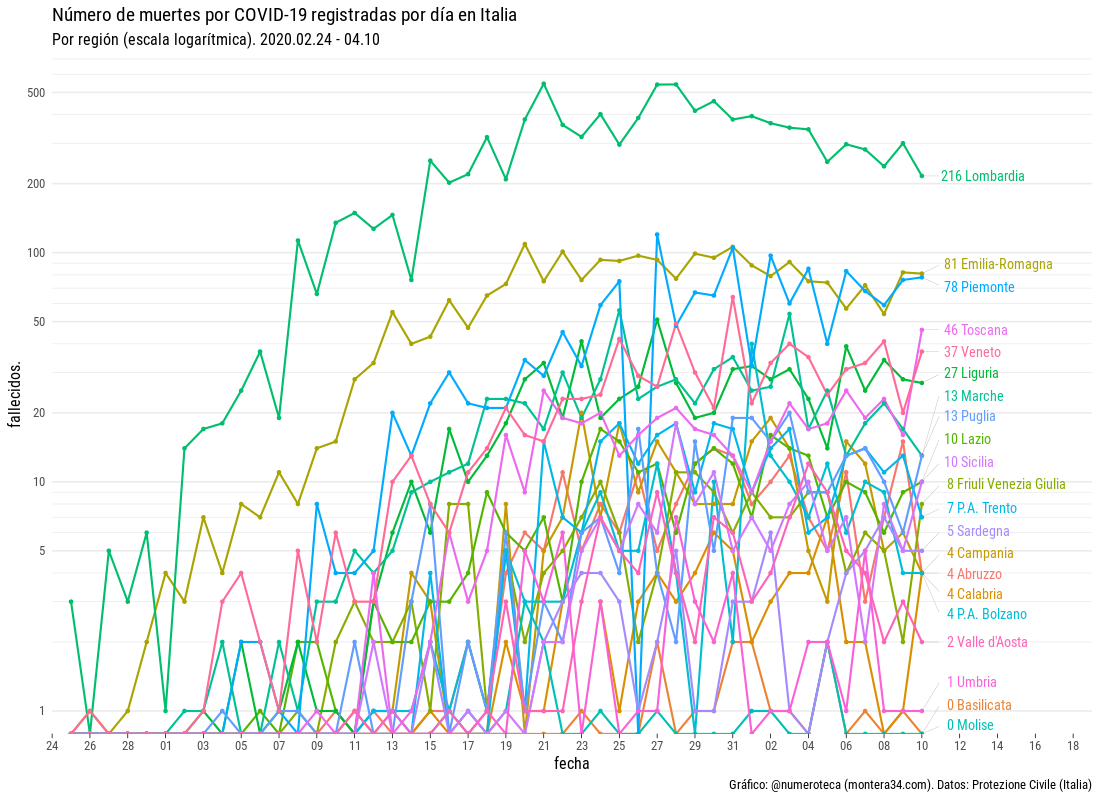 Número de muertes por COVID-19 registradas por día en Italia
Por región (escala logarítmica). 2020.02.24 - 04.10
500
200
100
50
20
10
5
1
fallecidos.
216 Lombardia
81 Emilia-Romagna
78 Piemonte
46 Toscana
37 Veneto
27 Liguria
13 Marche
13 Puglia
10 Lazio
10 Sicilia
8 Friuli Venezia Giulia
7 P.A. Trento
5 Sardegna
4 Campania
4 Abruzzo
4 Calabria
4 P.A. Bolzano
2 Valle d'Aosta
1 Umbria
0 Basilicata
0 Molise
24 26 28 01 03 05 07 09 11 13 15 17 19 21 23 25 27 29 31 02 04 06 08 10 12 14 16 18
fecha
Gráfico: @numeroteca (montera34.com). Datos: Protezione Civile (Italia)